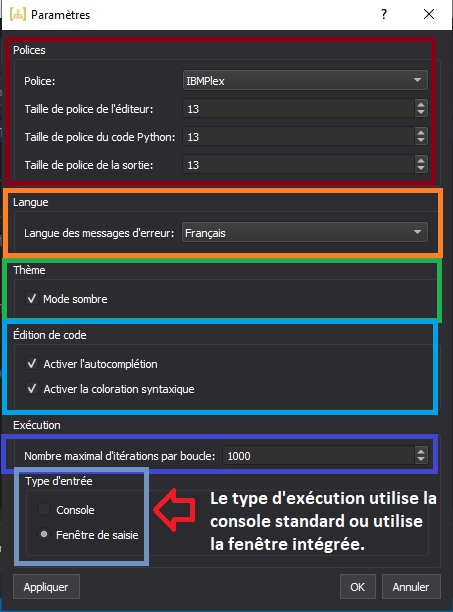 Paramètres
?
Polices
Police: IBMPlex
Taille de police de l'éditeur: 13
Taille de police du code Python: 13
Taille de police de la sortie: 13
Langue
Langue des messages d'erreur: Français
Thème
Mode sombre
Édition de code
Activer l'autocomplétion
Activer la coloration syntaxique
Exécution
Nombre maximal d'itérations par boucle: 1000
Type d'entrée
Console
Fenêtre de saisie
Le type d'exécution utilise la
console standard ou utilise
la fenêtre intégrée.
Appliquer OK Annuler